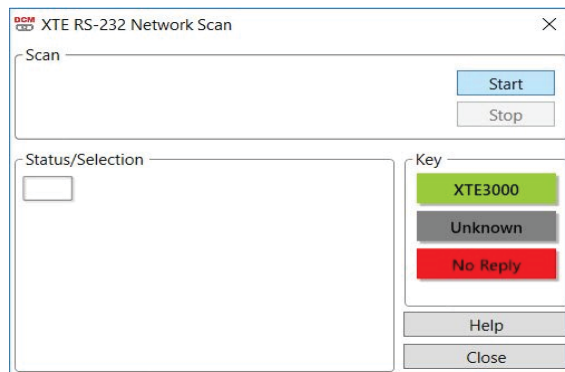 DCM
XTE RS-232 Network Scan
Scan
Start
Stop
Status/Selection
Key
XTE3000
Unknown
No Reply
Help
Close